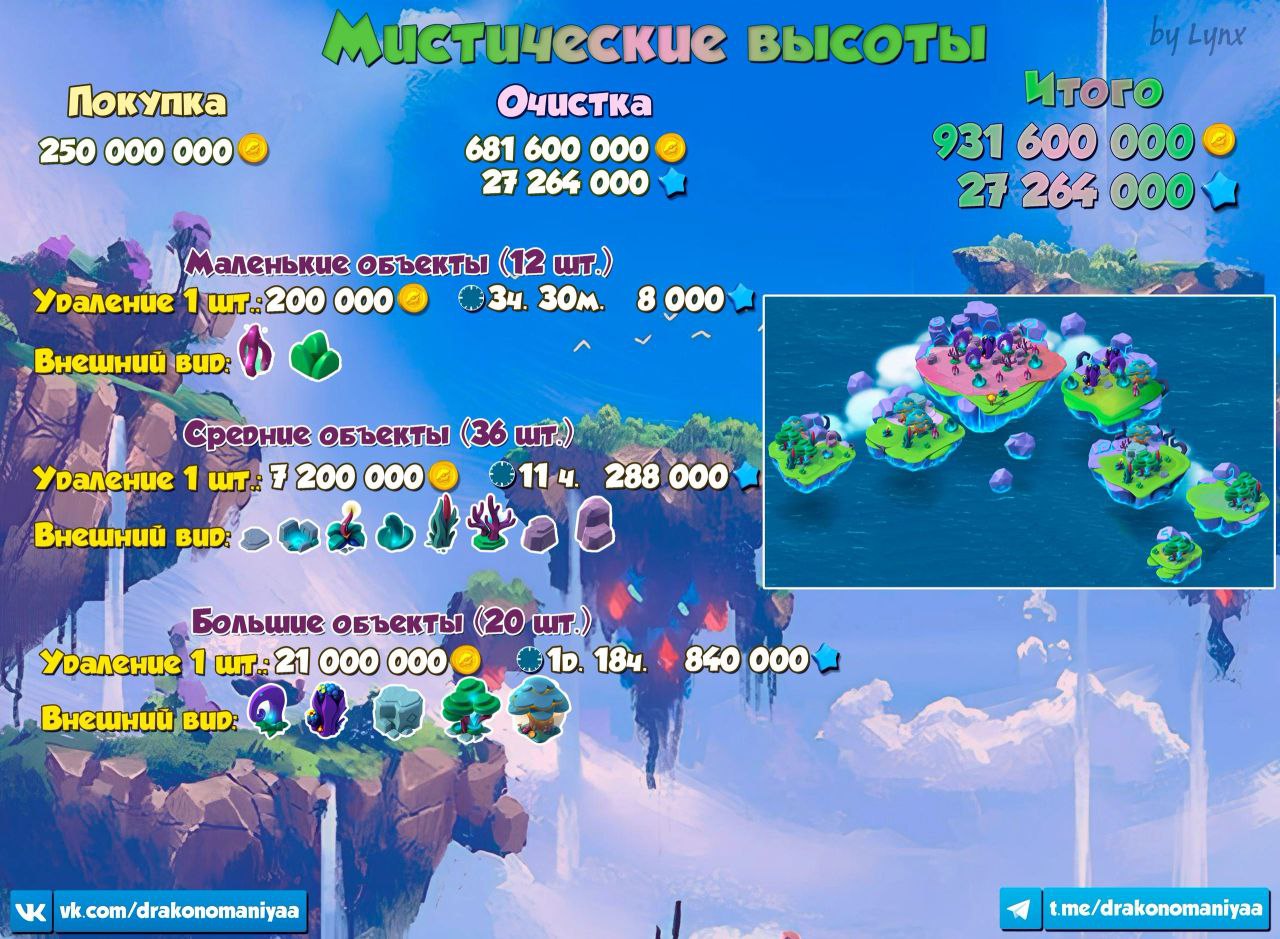 Мистические высоты
by Lynx
Покупка
250 000 000
Очистка
681 600 000
27 264 000
Итого
931 600 000
27 264 000
Маленькие объекты (12 шт.)
Удаление 1 шт.: 200 000 3ч. 30м. 8 000
Внешний вид:
Средние объекты (36 шт.)
Удаление 1 шт.: 7 200 000 11 ч. 288 000
Внешний вид:
Большие объекты (20 шт.)
Удаление 1 шт.: 21 000 000 1д. 18ч. 840 000
Внешний вид:
vk.com/drakonomaniyaa
t.me/drakonomaniyaa